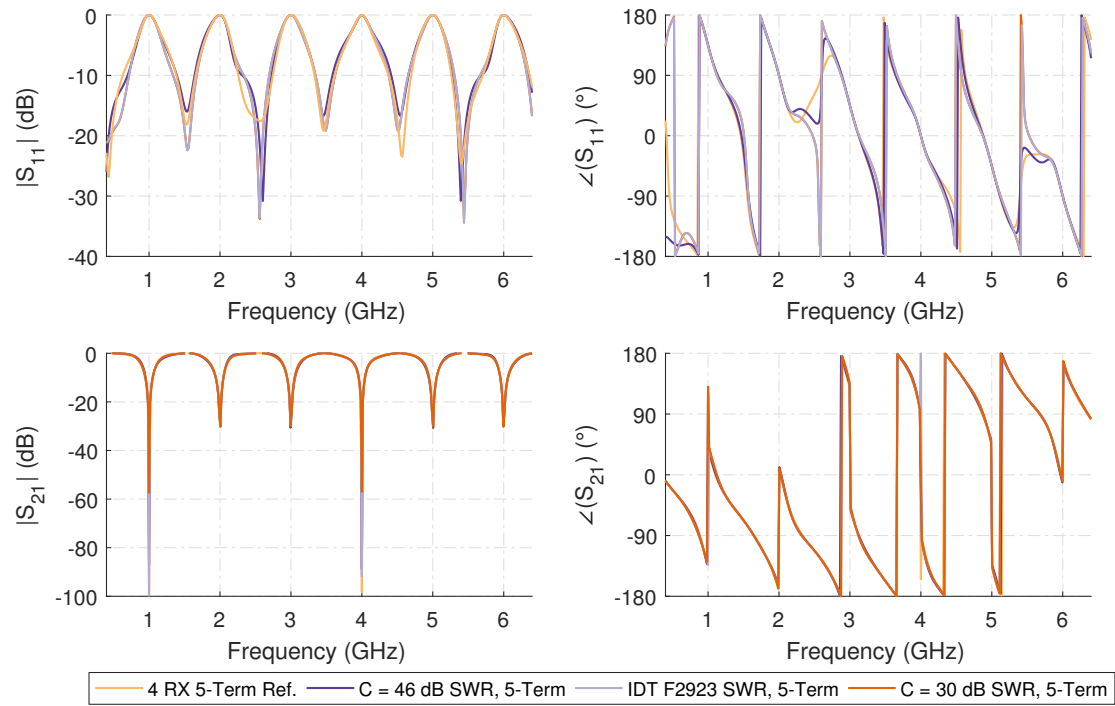 |S11| (dB)
0
-10
-20
-30
-40
1 2 3 4 5 6
Frequency (GHz)
∠(S11) (°)
180
90
0
-90
-180
1 2 3 4 5 6
Frequency (GHz)
|S21| (dB)
0
-20
-40
-60
-80
-100
1 2 3 4 5 6
Frequency (GHz)
∠(S21) (°)
180
90
0
-90
-180
1 2 3 4 5 6
Frequency (GHz)
4 RX 5-Term Ref. C = 46 dB SWR, 5-Term IDT F2923 SWR, 5-Term C = 30 dB SWR, 5-Term